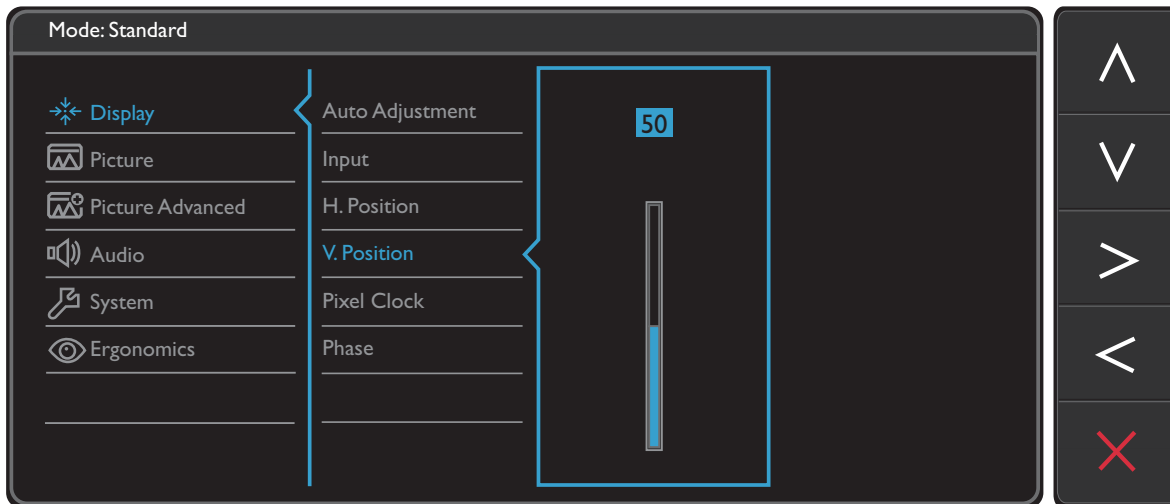 Mode: Standard
Display
Picture
Picture Advanced
Audio
System
Ergonomics
Auto Adjustment
Input
H. Position
V. Position
Pixel Clock
Phase
50